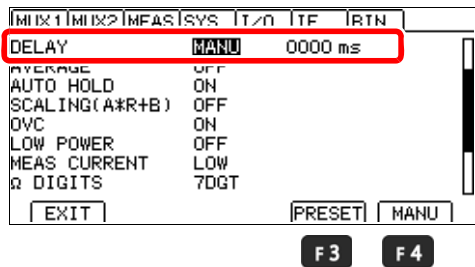 MUX1 MUX2 MEAS SYS I/O IF BIN
DELAY MANU 0000 ms
AVERAGE OFF
AUTO HOLD ON
SCALING(A*R+B) OFF
OVC ON
LOW POWER OFF
MEAS CURRENT LOW
Ω DIGITS 7DGT
EXIT PRESET MANU
F3 F4